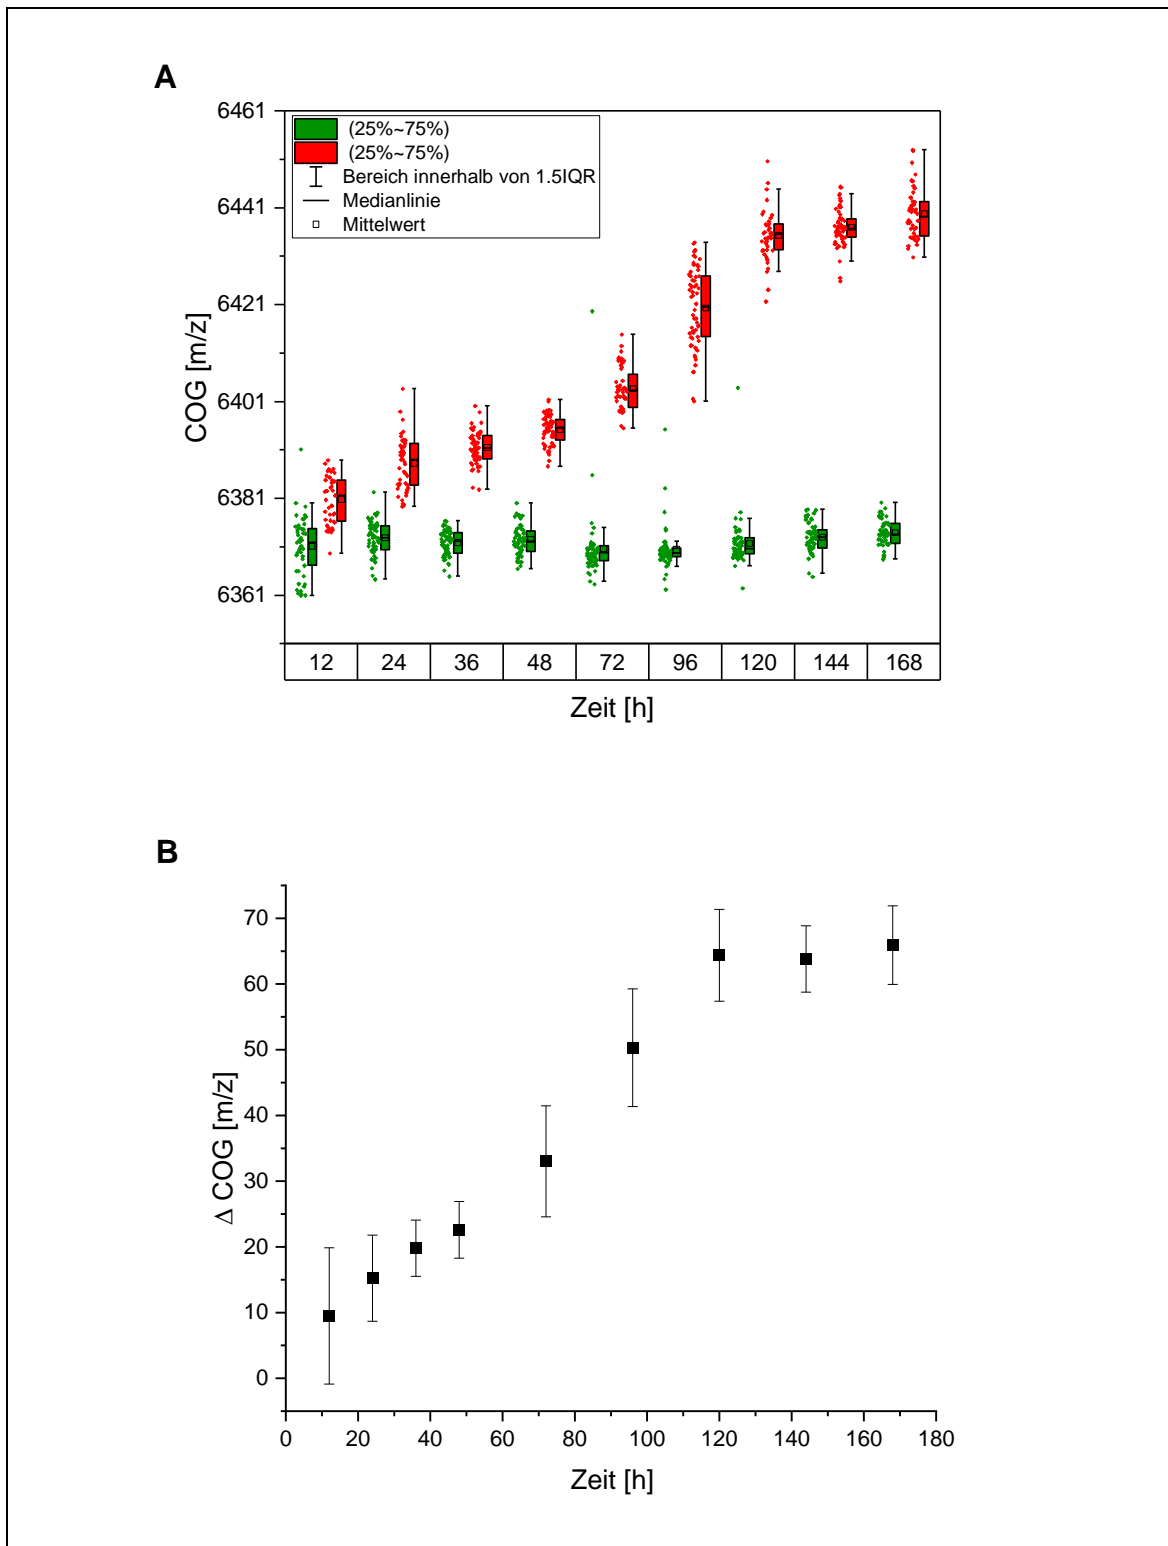 A
6461
6441
6421
6401
6381
6361
COG [m/z]
(25%~75%)
(25%~75%)
Bereich innerhalb von 1.5IQR
Medianlinie
Mittelwert
12 24 36 48 72 96 120 144 168
Zeit [h]
B
70
60
50
40
30
20
10
0
Δ COG [m/z]
0 20 40 60 80 100 120 140 160 180
Zeit [h]